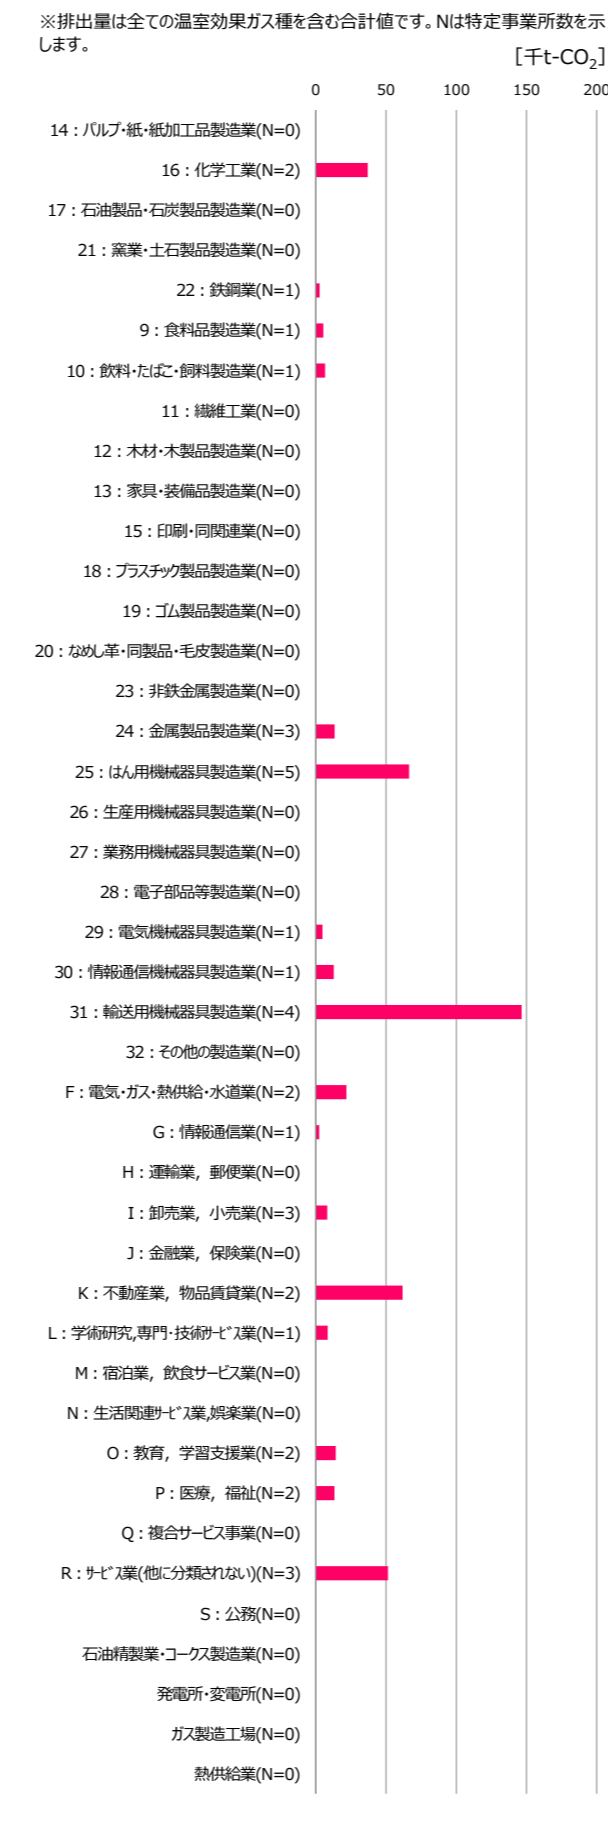 ※排出量は全ての温室効果ガス種を含む合計値です。Nは特定事業所数を示
します。
[千t-CO₂]
0 50 100 150 200
14：パルプ・紙・紙加工品製造業(N=0)
16：化学工業(N=2)
17：石油製品・石炭製品製造業(N=0)
21：窯業・土石製品製造業(N=0)
22：鉄鋼業(N=1)
9：食料品製造業(N=1)
10：飲料・たばこ・飼料製造業(N=1)
11：繊維工業(N=0)
12：木材・木製品製造業(N=0)
13：家具・装備品製造業(N=0)
15：印刷・同関連業(N=0)
18：プラスチック製品製造業(N=0)
19：ゴム製品製造業(N=0)
20：なめし革・同製品・毛皮製造業(N=0)
23：非鉄金属製造業(N=0)
24：金属製品製造業(N=3)
25：はん用機械器具製造業(N=5)
26：生産用機械器具製造業(N=0)
27：業務用機械器具製造業(N=0)
28：電子部品等製造業(N=0)
29：電気機械器具製造業(N=1)
30：情報通信機械器具製造業(N=1)
31：輸送用機械器具製造業(N=4)
32：その他の製造業(N=0)
F：電気・ガス・熱供給・水道業(N=2)
G：情報通信業(N=1)
H：運輸業，郵便業(N=0)
I：卸売業，小売業(N=3)
J：金融業，保険業(N=0)
K：不動産業，物品賃貸業(N=2)
L：学術研究,専門・技術ｻｰﾋﾞｽ業(N=1)
M：宿泊業，飲食サービス業(N=0)
N：生活関連ｻｰﾋﾞｽ業,娯楽業(N=0)
O：教育，学習支援業(N=2)
P：医療，福祉(N=2)
Q：複合サービス事業(N=0)
R：ｻｰﾋﾞｽ業(他に分類されない)(N=3)
S：公務(N=0)
石油精製業・コークス製造業(N=0)
発電所・変電所(N=0)
ガス製造工場(N=0)
熱供給業(N=0)